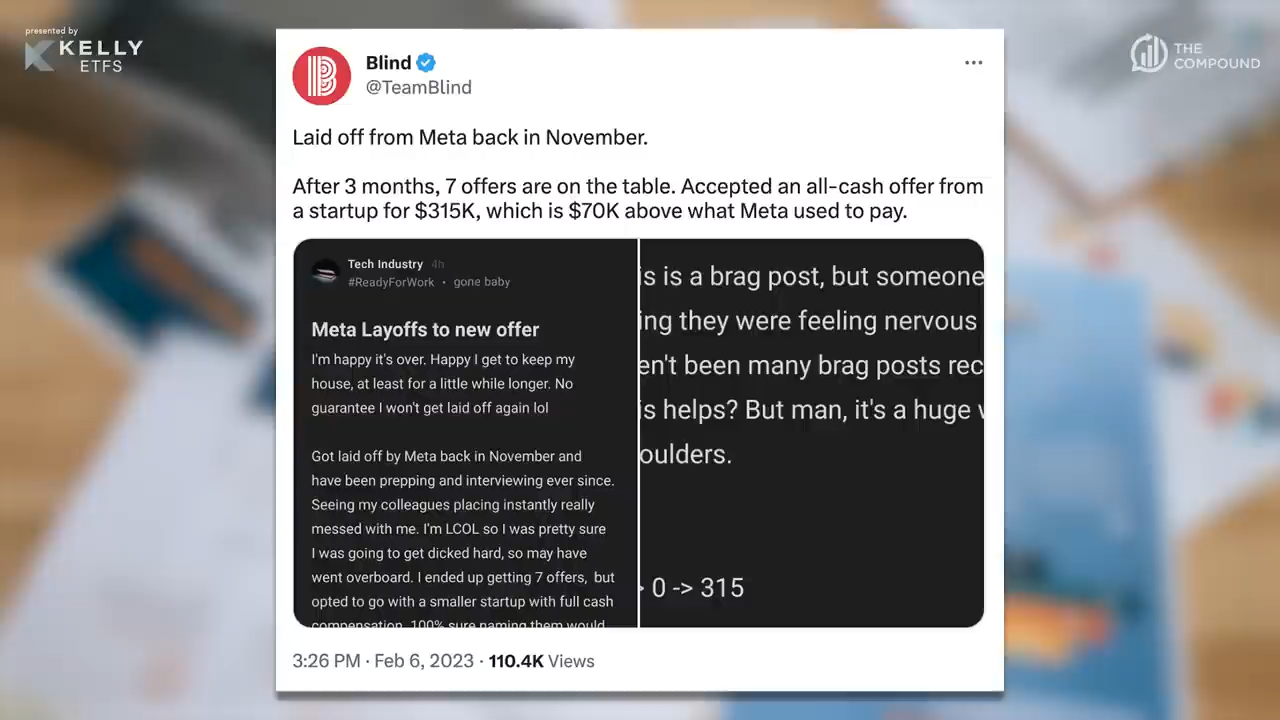 presented by
KELLY
ETFS
THE
COMPOUND
Blind
@TeamBlind
Laid off from Meta back in November.
After 3 months, 7 offers are on the table. Accepted an all-cash offer from
a startup for $315K, which is $70K above what Meta used to pay.
Tech Industry 4h
#ReadyForWork · gone baby
Meta Layoffs to new offer
I'm happy it's over. Happy I get to keep my
house, at least for a little while longer. No
guarantee I won't get laid off again lol
Got laid off by Meta back in November and
have been prepping and interviewing ever since.
Seeing my colleagues placing instantly really
messed with me. I'm LCOL so I was pretty sure
I was going to get dicked hard, so may have
went overboard. I ended up getting 7 offers, but
opted to go with a smaller startup with full cash
compensation. 100% sure naming them would
is is a brag post, but someone
ing they were feeling nervous
en't been many brag posts rec
is helps? But man, it's a huge
oulders.
0 -> 315
3:26 PM · Feb 6, 2023 · 110.4K Views